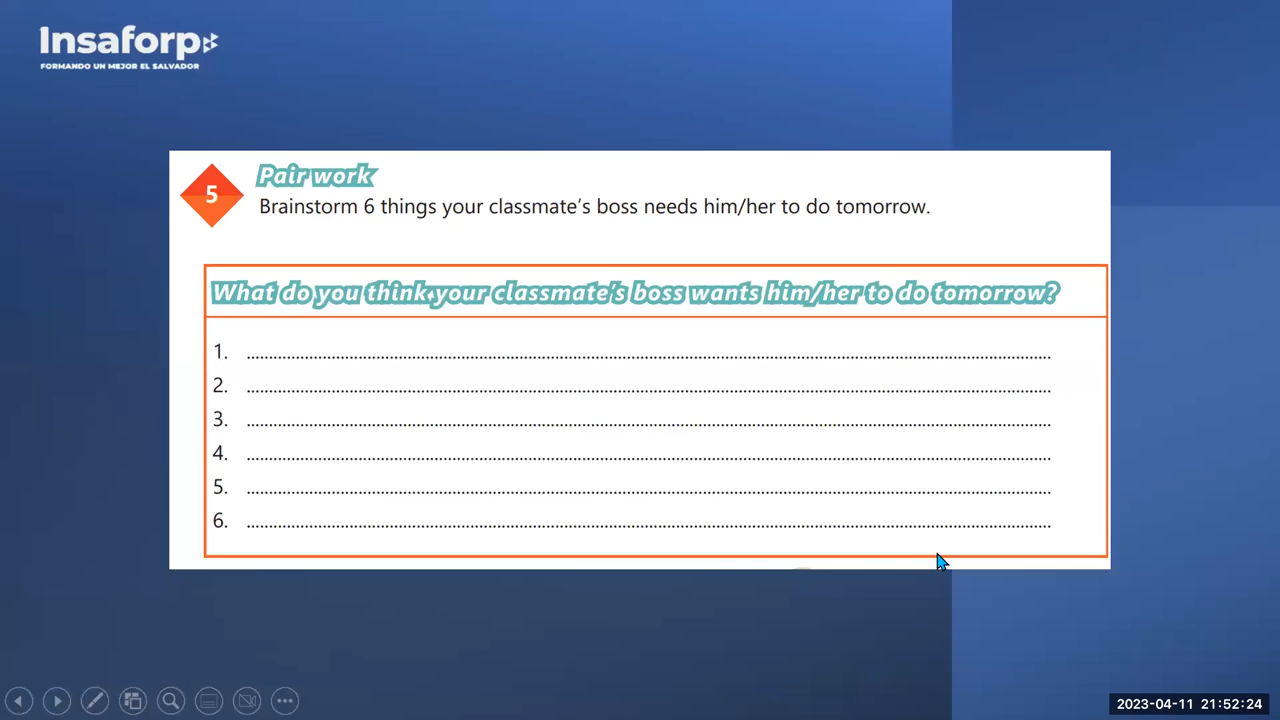 Insaforp
FORMANDO UN MEJOR EL SALVADOR
5
Pair work
Brainstorm 6 things your classmate's boss needs him/her to do tomorrow.
What do you think your classmate's boss wants him/her to do tomorrow?
1. ........................................................................
2. ........................................................................
3. ........................................................................
4. ........................................................................
5. ........................................................................
6. ........................................................................
2023-04-11 21:52:24